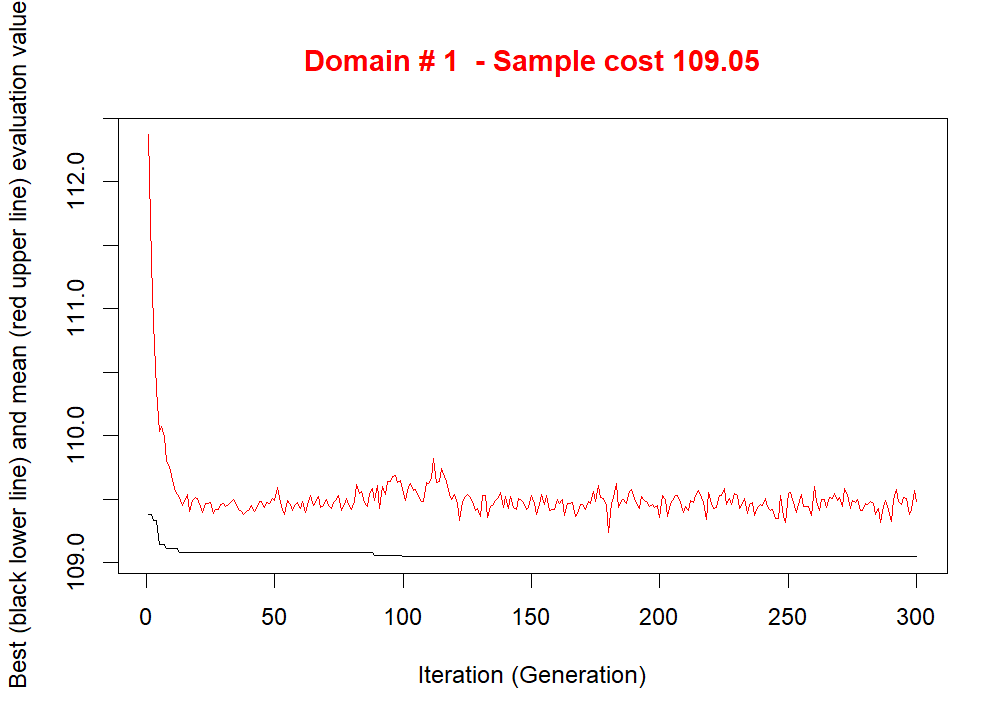 Domain # 1  - Sample cost 109.05
Best (black lower line) and mean (red upper line) evaluation value
112.0
111.0
110.0
109.0
0 50 100 150 200 250 300
Iteration (Generation)